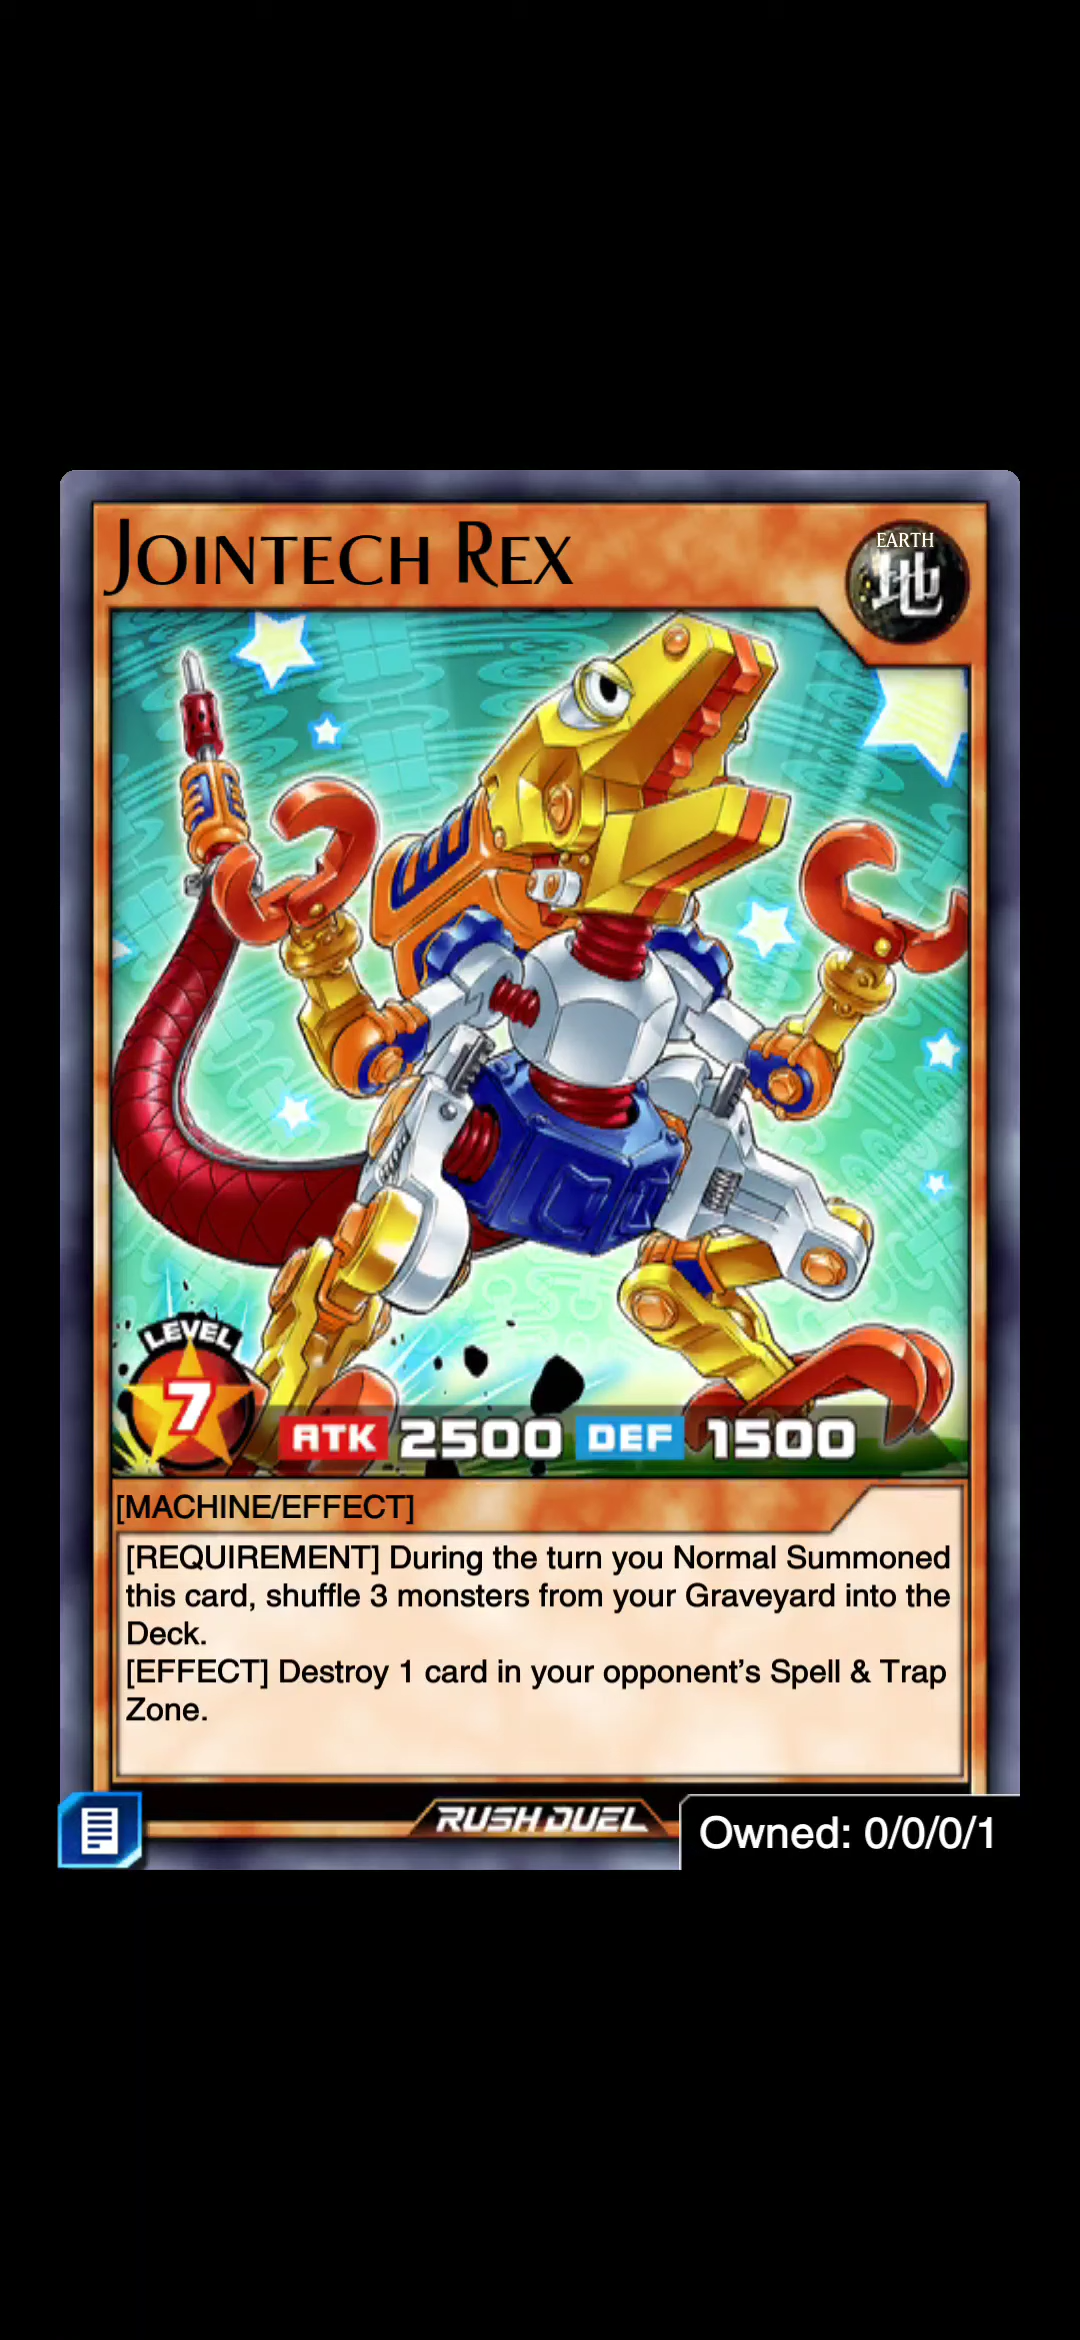 JOINTECH REX
EARTH
地
LEVEL
7
ATK 2500 DEF 1500
[MACHINE/EFFECT]
[REQUIREMENT] During the turn you Normal Summoned
this card, shuffle 3 monsters from your Graveyard into the
Deck.
[EFFECT] Destroy 1 card in your opponent’s Spell & Trap
Zone.
RUSH DUEL
Owned: 0/0/0/1